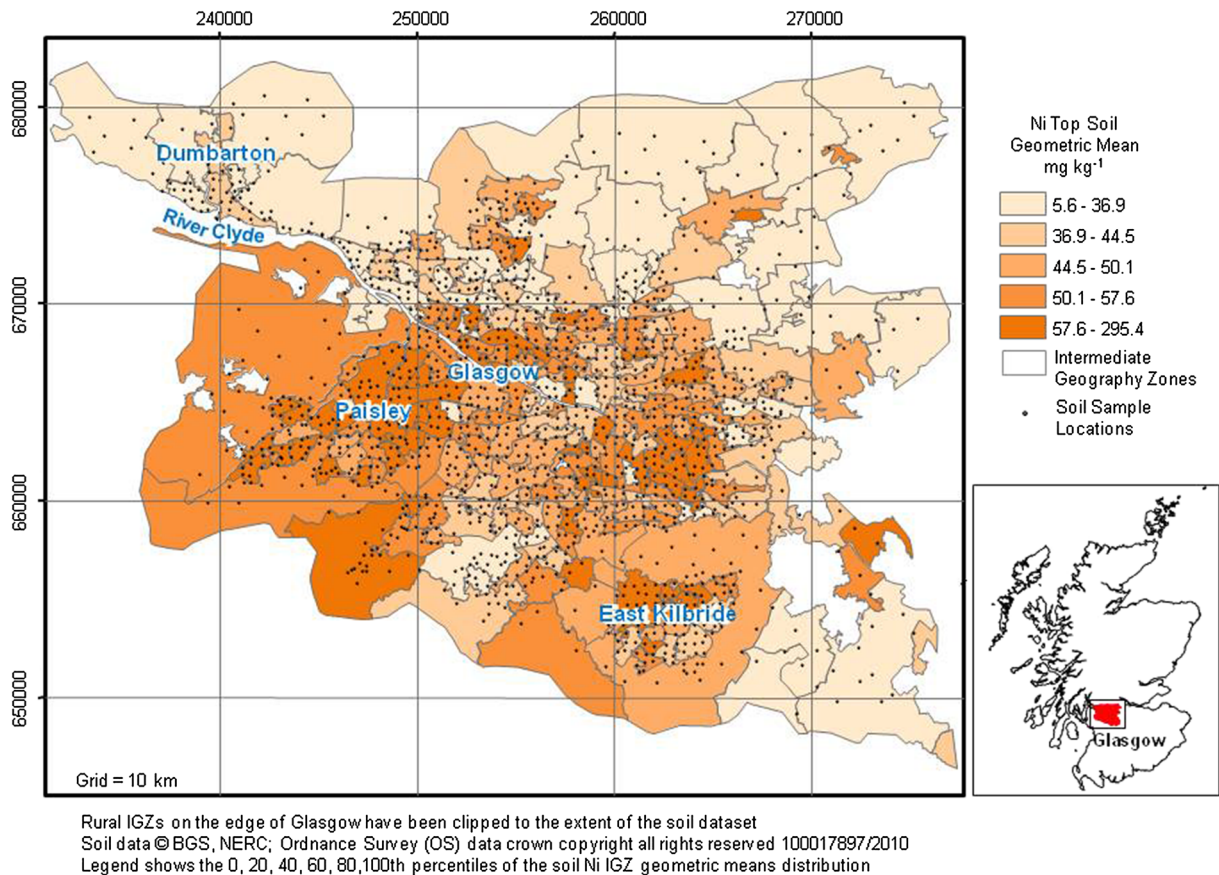 240000 250000 260000 270000
680000
670000
660000
650000
Dumbarton
River Clyde
Glasgow
Paisley
East Kilbride
Grid = 10 km
Ni Top Soil
Geometric Mean
mg kg⁻¹
5.6 - 36.9
36.9 - 44.5
44.5 - 50.1
50.1 - 57.6
57.6 - 295.4
Intermediate
Geography Zones
Soil Sample
Locations
Glasgow
Rural IGZs on the edge of Glasgow have been clipped to the extent of the soil dataset
Soil data © BGS, NERC; Ordnance Survey (OS) data crown copyright all rights reserved 100017897/2010
Legend shows the 0, 20, 40, 60, 80,100th percentiles of the soil Ni IGZ geometric means distribution